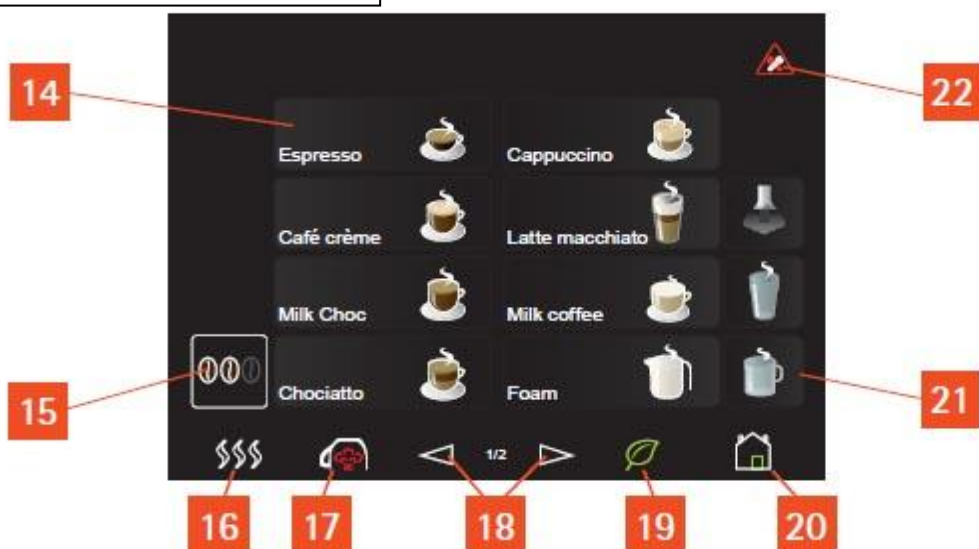 14
22
Espresso
Cappuccino
Café crème
Latte macchiato
Milk Choc
Milk coffee
15
Chociatto
Foam
21
1/2
16
17
18
19
20